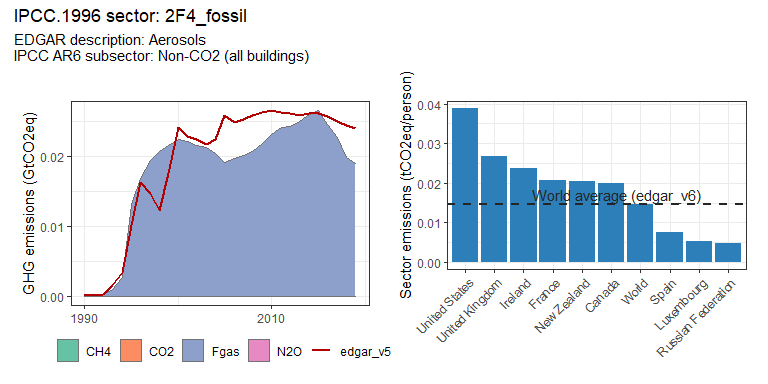 IPCC.1996 sector: 2F4_fossil
EDGAR description: Aerosols
IPCC AR6 subsector: Non-CO2 (all buildings)
GHG emissions (GtCO2eq)
0.02
0.01
0.00
1990
2010
CH4
CO2
Fgas
N2O
edgar_v5
Sector emissions (tCO2eq/person)
0.04
0.03
0.02
0.01
0.00
World average (edgar_v6)
United States
United Kingdom
Ireland
France
New Zealand
Canada
World
Spain
Luxembourg
Russian Federation